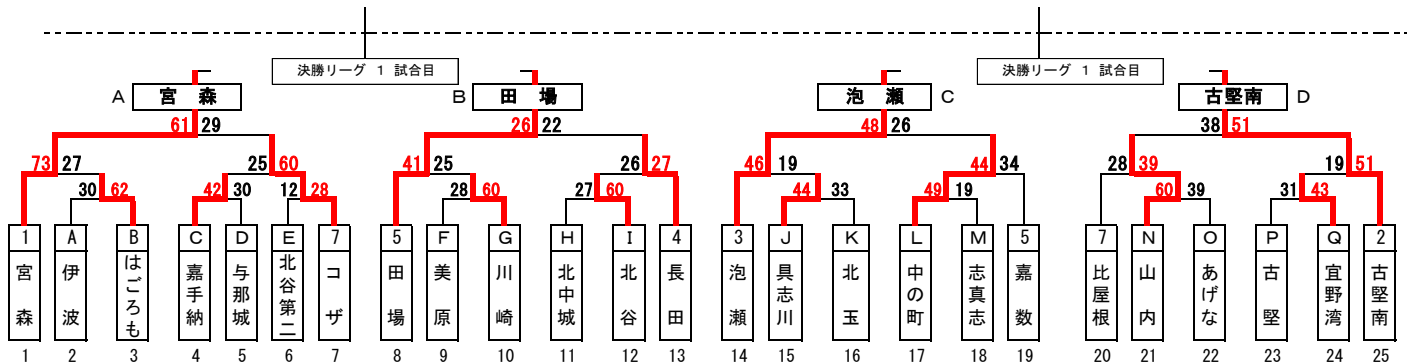 決勝リーグ 1 試合目 決勝リーグ 1 試合目
A 宮森 B 田場 泡瀬 C 古堅南 D
61 29 26 22 48 26 38 51
73 27 25 60 41 25 26 27 46 19 44 34 28 39 19 51
30 62 42 30 12 28 28 60 27 60 44 33 49 19 60 39 31 43
1 A B C D E 7 5 F G H I 4 3 J K L M 5 7 N O P Q 2
宮森 伊波 はごろも 嘉手納 与那城 北谷第二 コザ 田場 美原 川崎 北中城 北谷 長田 泡瀬 具志川 北玉 中の町 志真志 嘉数 比屋根 山内 あげな 古堅 宜野湾 古堅南
1 2 3 4 5 6 7 8 9 10 11 12 13 14 15 16 17 18 19 20 21 22 23 24 25